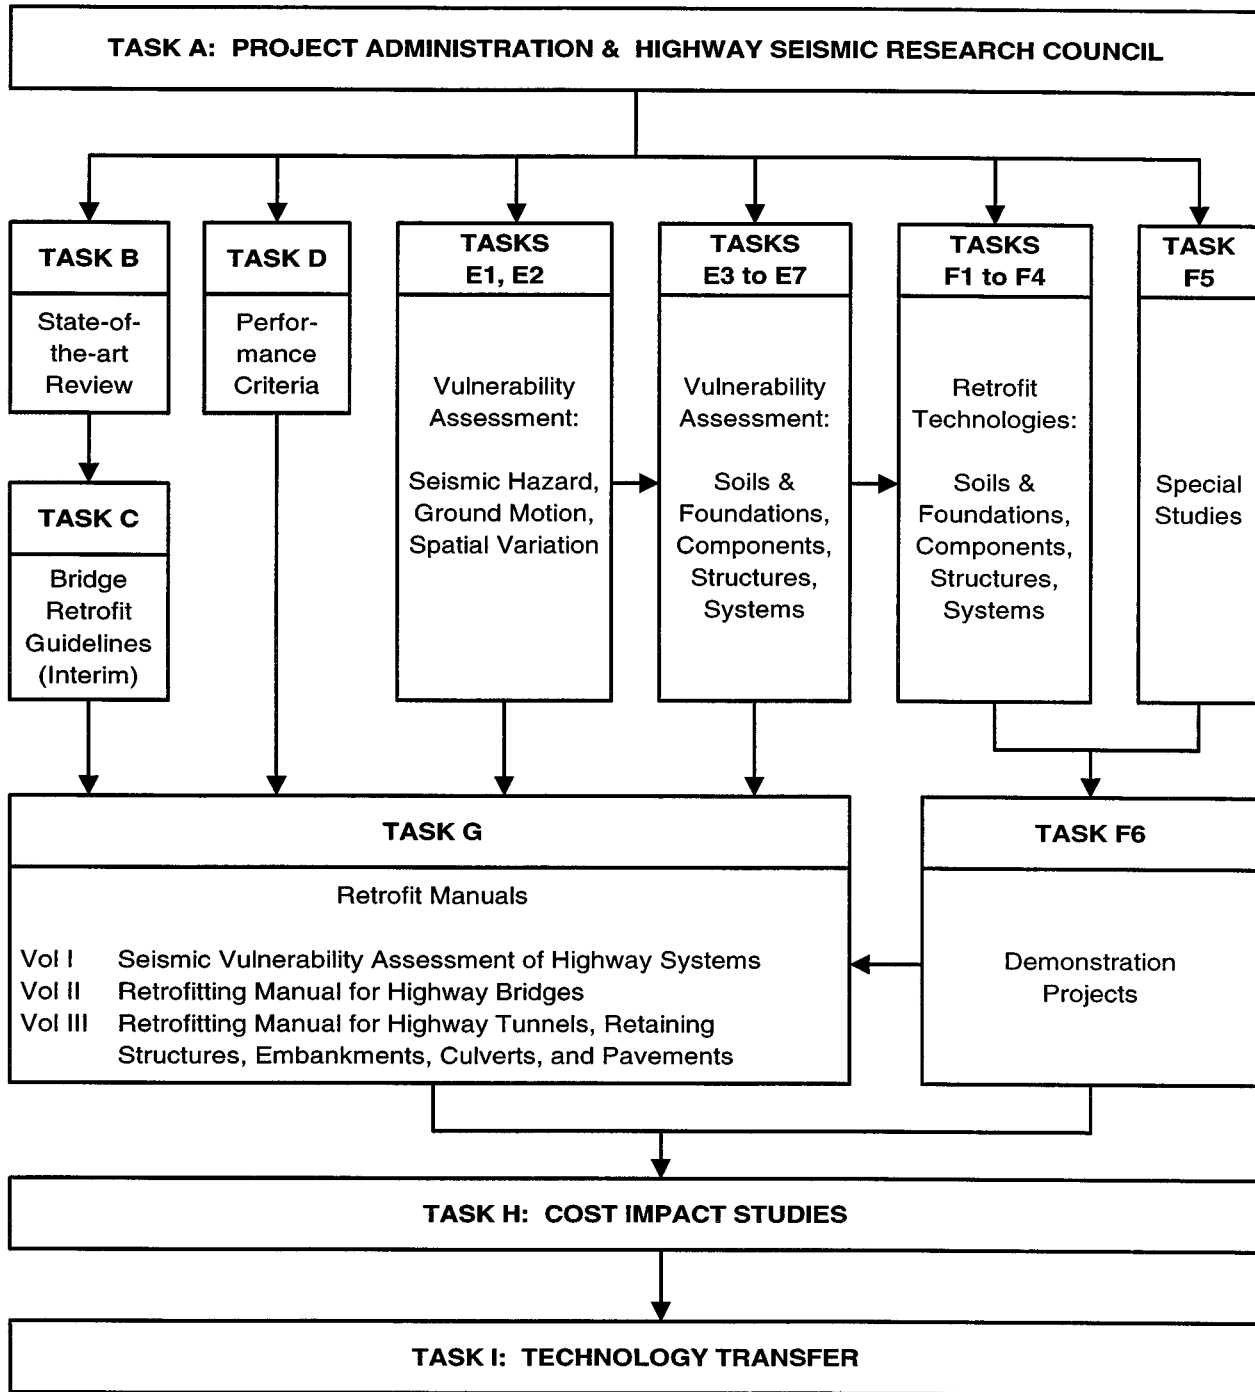 TASK A: PROJECT ADMINISTRATION & HIGHWAY SEISMIC RESEARCH COUNCIL
TASK B
State-of-
the-art
Review
TASK D
Perfor-
mance
Criteria
TASKS
E1, E2
Vulnerability
Assessment:
Seismic Hazard,
Ground Motion,
Spatial Variation
TASKS
E3 to E7
Vulnerability
Assessment:
Soils &
Foundations,
Components,
Structures,
Systems
TASKS
F1 to F4
Retrofit
Technologies:
Soils &
Foundations,
Components,
Structures,
Systems
TASK
F5
Special
Studies
TASK C
Bridge
Retrofit
Guidelines
(Interim)
TASK G
Retrofit Manuals
Vol I Seismic Vulnerability Assessment of Highway Systems
Vol II Retrofitting Manual for Highway Bridges
Vol III Retrofitting Manual for Highway Tunnels, Retaining
Structures, Embankments, Culverts, and Pavements
TASK F6
Demonstration
Projects
TASK H: COST IMPACT STUDIES
TASK I: TECHNOLOGY TRANSFER